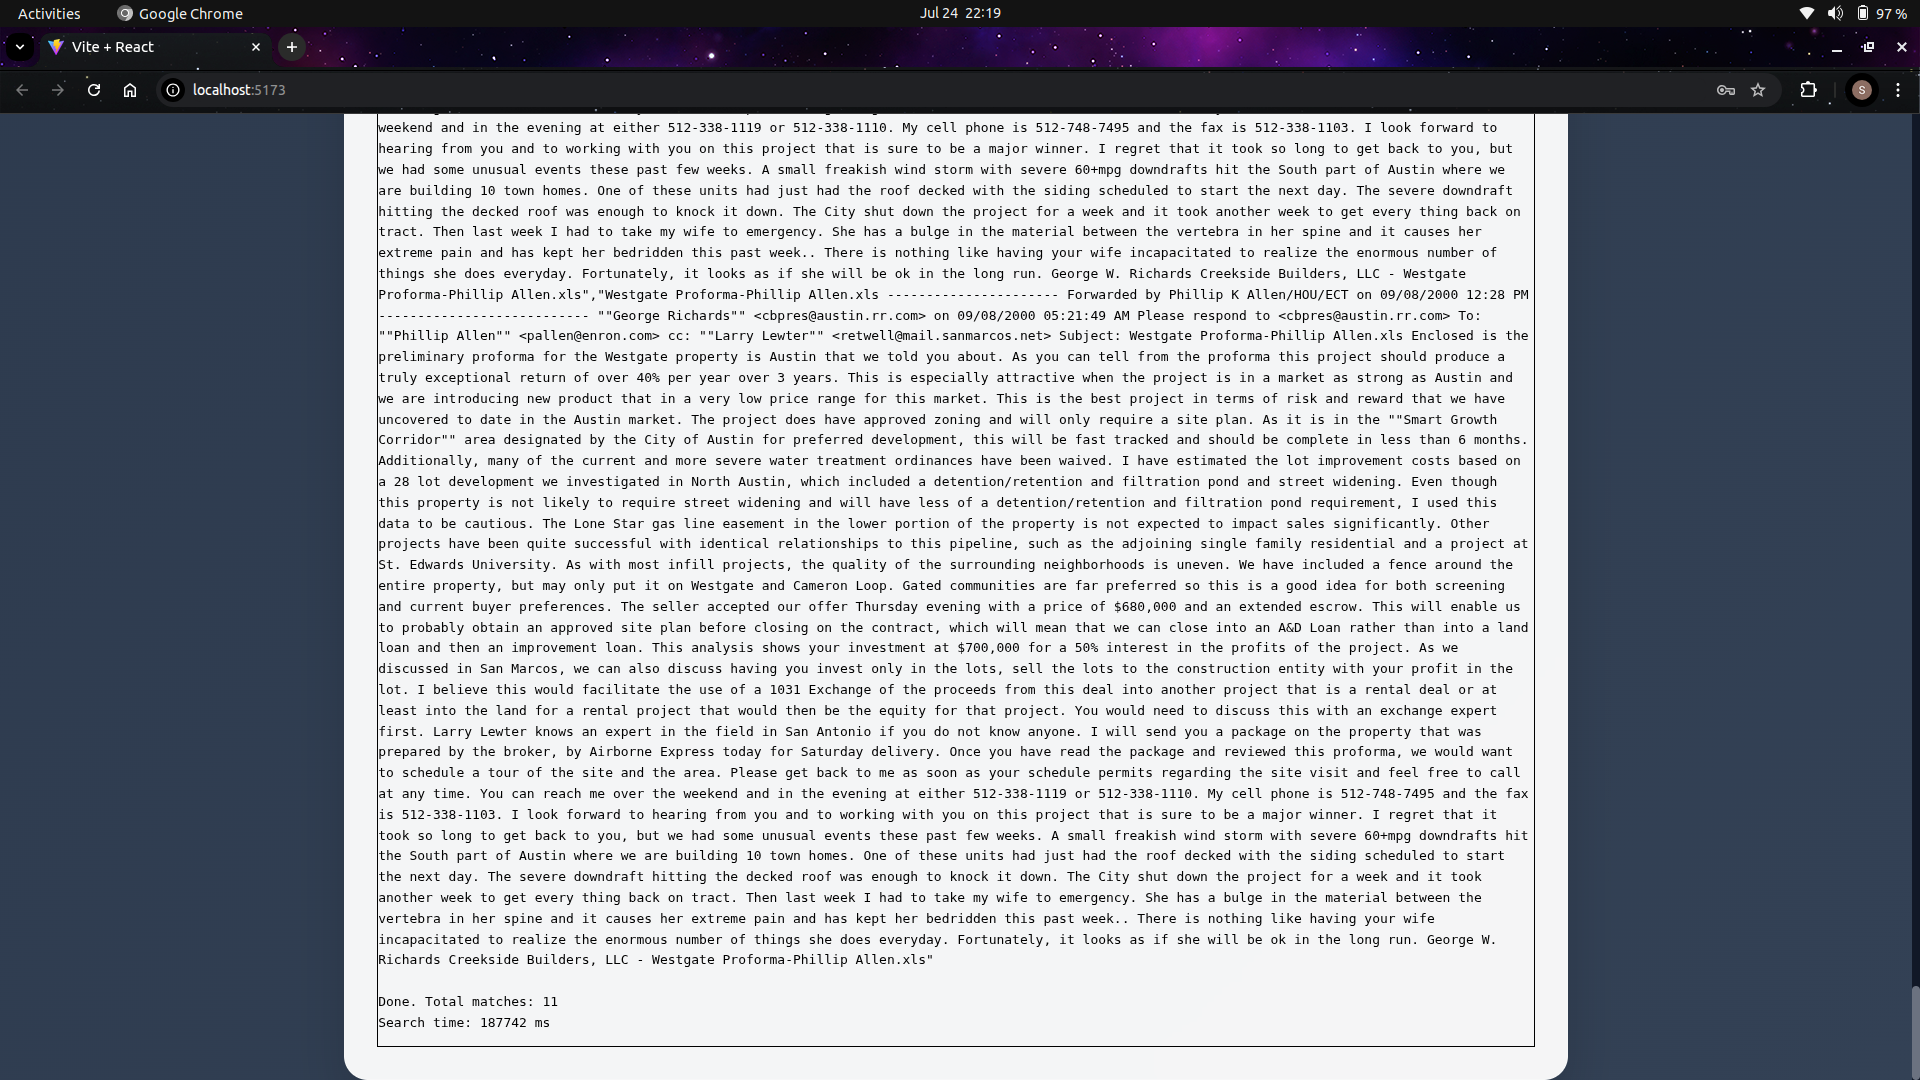 Activities
Google Chrome
Jul 24 22:19
97 %
Vite + React
localhost:5173
S
weekend and in the evening at either 512-338-1119 or 512-338-1110. My cell phone is 512-748-7495 and the fax is 512-338-1103. I look forward to
hearing from you and to working with you on this project that is sure to be a major winner. I regret that it took so long to get back to you, but
we had some unusual events these past few weeks. A small freakish wind storm with severe 60+mpg downdrafts hit the South part of Austin where we
are building 10 town homes. One of these units had just had the roof decked with the siding scheduled to start the next day. The severe downdraft
hitting the decked roof was enough to knock it down. The City shut down the project for a week and it took another week to get every thing back on
tract. Then last week I had to take my wife to emergency. She has a bulge in the material between the vertebra in her spine and it causes her
extreme pain and has kept her bedridden this past week.. There is nothing like having your wife incapacitated to realize the enormous number of
things she does everyday. Fortunately, it looks as if she will be ok in the long run. George W. Richards Creekside Builders, LLC - Westgate
Proforma-Phillip Allen.xls","Westgate Proforma-Phillip Allen.xls ---------------------- Forwarded by Phillip K Allen/HOU/ECT on 09/08/2000 12:28 PM
--------------------------- ""George Richards"" <cbpres@austin.rr.com> on 09/08/2000 05:21:49 AM Please respond to <cbpres@austin.rr.com> To:
""Phillip Allen"" <pallen@enron.com> cc: ""Larry Lewter"" <retwell@mail.sanmarcos.net> Subject: Westgate Proforma-Phillip Allen.xls Enclosed is the
preliminary proforma for the Westgate property is Austin that we told you about. As you can tell from the proforma this project should produce a
truly exceptional return of over 40% per year over 3 years. This is especially attractive when the project is in a market as strong as Austin and
we are introducing new product that in a very low price range for this market. This is the best project in terms of risk and reward that we have
uncovered to date in the Austin market. The project does have approved zoning and will only require a site plan. As it is in the ""Smart Growth
Corridor"" area designated by the City of Austin for preferred development, this will be fast tracked and should be complete in less than 6 months.
Additionally, many of the current and more severe water treatment ordinances have been waived. I have estimated the lot improvement costs based on
a 28 lot development we investigated in North Austin, which included a detention/retention and filtration pond and street widening. Even though
this property is not likely to require street widening and will have less of a detention/retention and filtration pond requirement, I used this
data to be cautious. The Lone Star gas line easement in the lower portion of the property is not expected to impact sales significantly. Other
projects have been quite successful with identical relationships to this pipeline, such as the adjoining single family residential and a project at
St. Edwards University. As with most infill projects, the quality of the surrounding neighborhoods is uneven. We have included a fence around the
entire property, but may only put it on Westgate and Cameron Loop. Gated communities are far preferred so this is a good idea for both screening
and current buyer preferences. The seller accepted our offer Thursday evening with a price of $680,000 and an extended escrow. This will enable us
to probably obtain an approved site plan before closing on the contract, which will mean that we can close into an A&D Loan rather than into a land
loan and then an improvement loan. This analysis shows your investment at $700,000 for a 50% interest in the profits of the project. As we
discussed in San Marcos, we can also discuss having you invest only in the lots, sell the lots to the construction entity with your profit in the
lot. I believe this would facilitate the use of a 1031 Exchange of the proceeds from this deal into another project that is a rental deal or at
least into the land for a rental project that would then be the equity for that project. You would need to discuss this with an exchange expert
first. Larry Lewter knows an expert in the field in San Antonio if you do not know anyone. I will send you a package on the property that was
prepared by the broker, by Airborne Express today for Saturday delivery. Once you have read the package and reviewed this proforma, we would want
to schedule a tour of the site and the area. Please get back to me as soon as your schedule permits regarding the site visit and feel free to call
at any time. You can reach me over the weekend and in the evening at either 512-338-1119 or 512-338-1110. My cell phone is 512-748-7495 and the fax
is 512-338-1103. I look forward to hearing from you and to working with you on this project that is sure to be a major winner. I regret that it
took so long to get back to you, but we had some unusual events these past few weeks. A small freakish wind storm with severe 60+mpg downdrafts hit
the South part of Austin where we are building 10 town homes. One of these units had just had the roof decked with the siding scheduled to start
the next day. The severe downdraft hitting the decked roof was enough to knock it down. The City shut down the project for a week and it took
another week to get every thing back on tract. Then last week I had to take my wife to emergency. She has a bulge in the material between the
vertebra in her spine and it causes her extreme pain and has kept her bedridden this past week.. There is nothing like having your wife
incapacitated to realize the enormous number of things she does everyday. Fortunately, it looks as if she will be ok in the long run. George W.
Richards Creekside Builders, LLC - Westgate Proforma-Phillip Allen.xls"
Done. Total matches: 11
Search time: 187742 ms